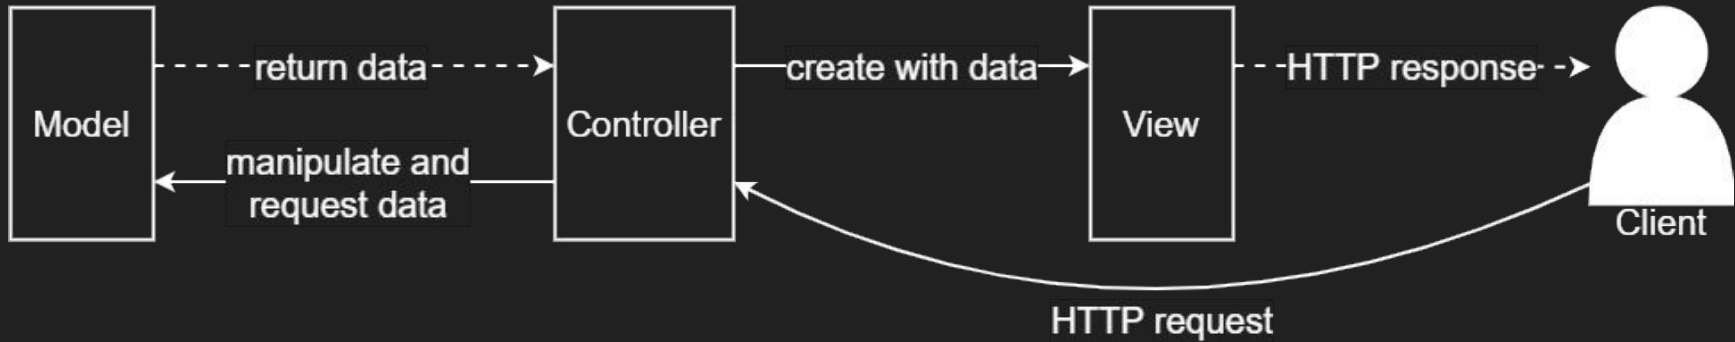 return data
create with data
HTTP response
Model
Controller
View
manipulate and
request data
Client
HTTP request